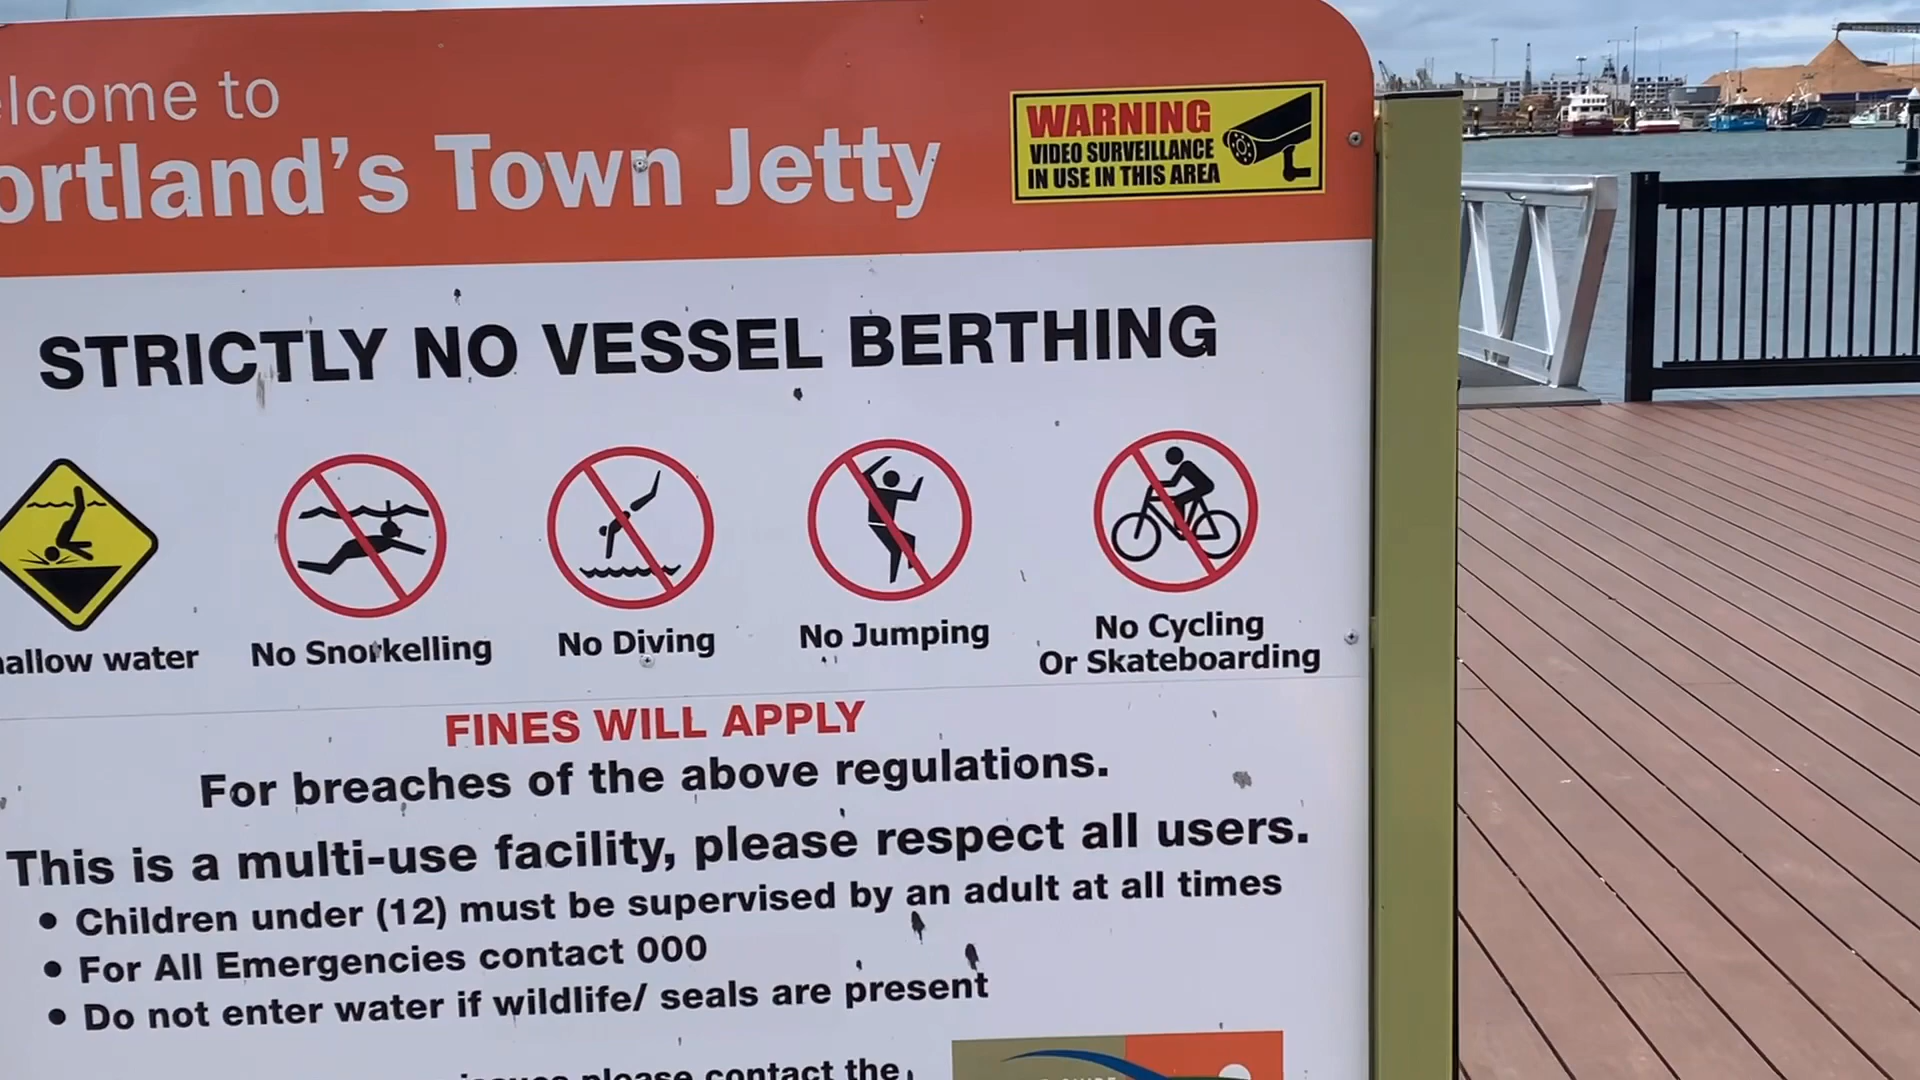 elcome to
ortland's Town Jetty
WARNING
VIDEO SURVEILLANCE
IN USE IN THIS AREA
STRICTLY NO VESSEL BERTHING
allow water
No Snorkelling
No Diving
No Jumping
No Cycling
Or Skateboarding
FINES WILL APPLY
For breaches of the above regulations.
This is a multi-use facility, please respect all users.
• Children under (12) must be supervised by an adult at all times
• For All Emergencies contact 000
• Do not enter water if wildlife/ seals are present
issues please contact the